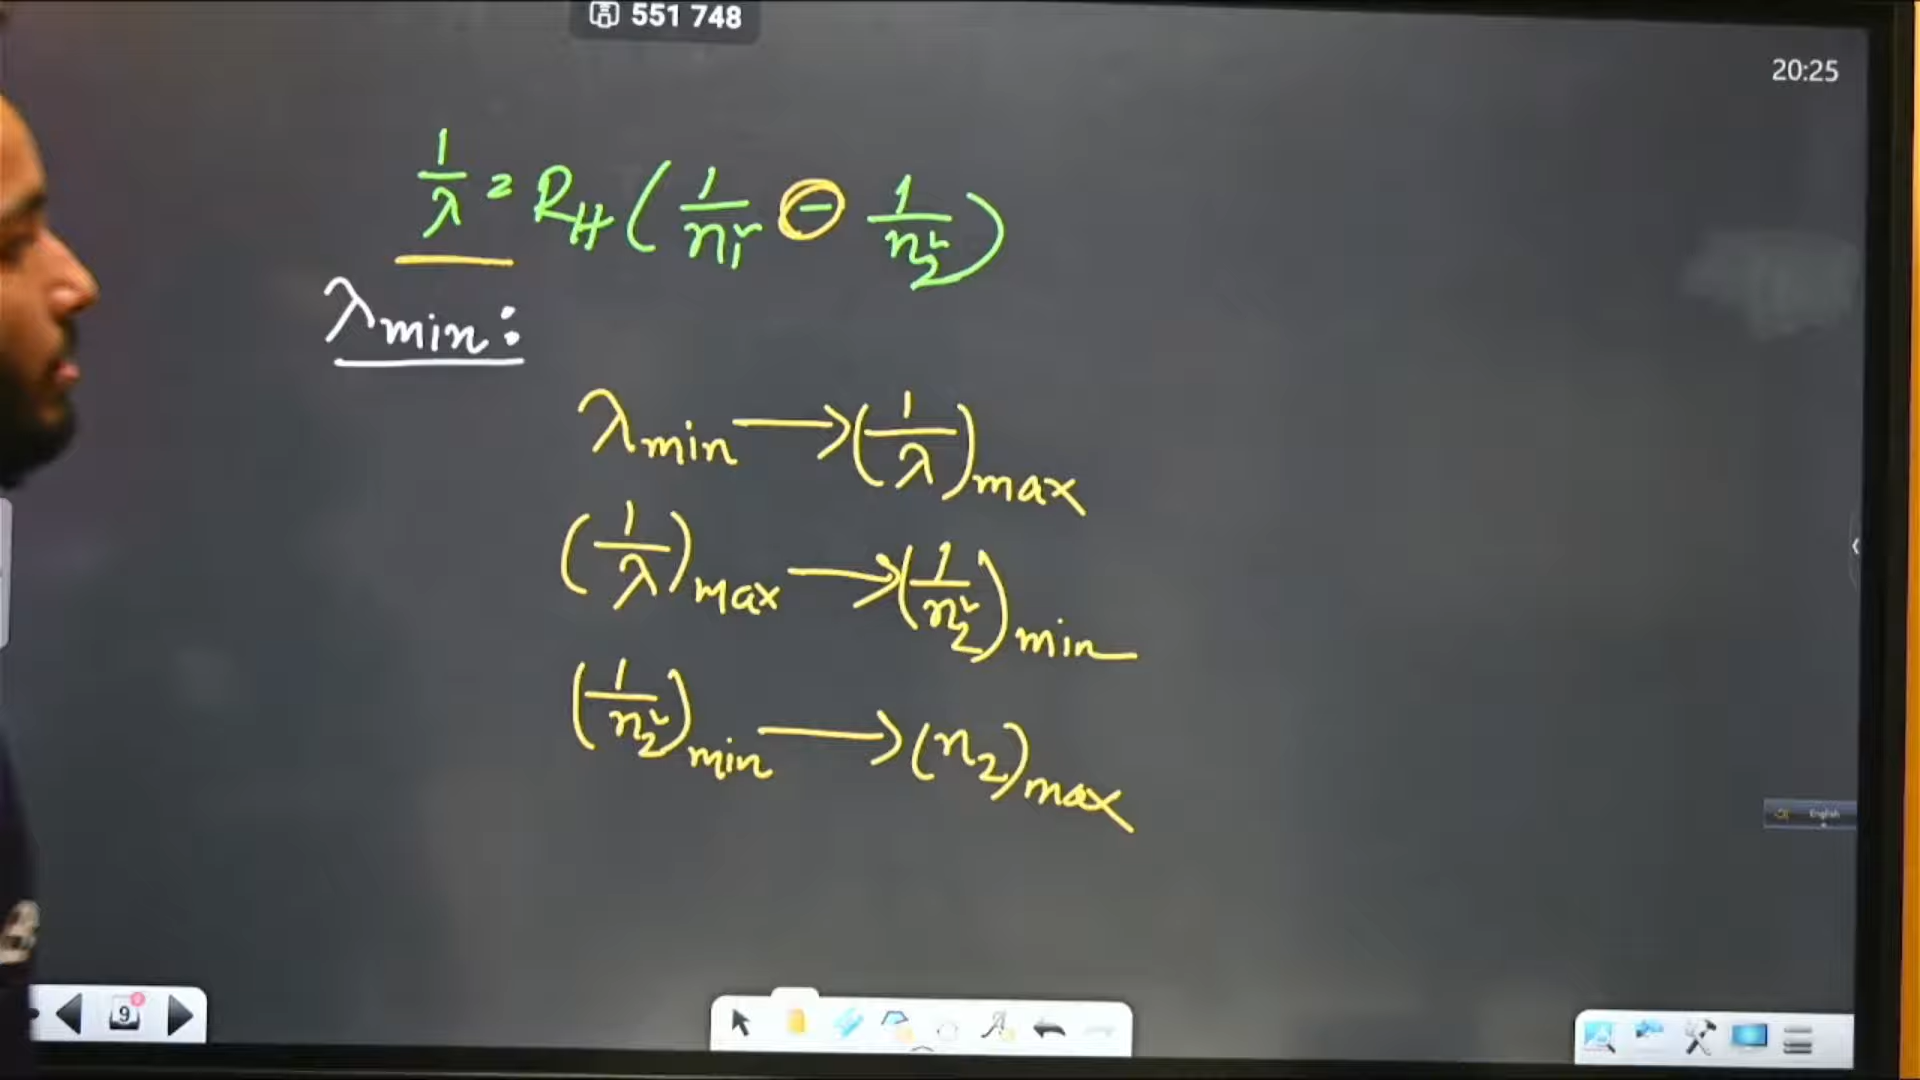 551 748
20:25
1/λ = R_H (1/n₁² - 1/n₂²)
λmin :
λmin → (1/λ)max
(1/λ)max → (1/n₂²)min
(1/n₂²)min → (n₂)max
English
9